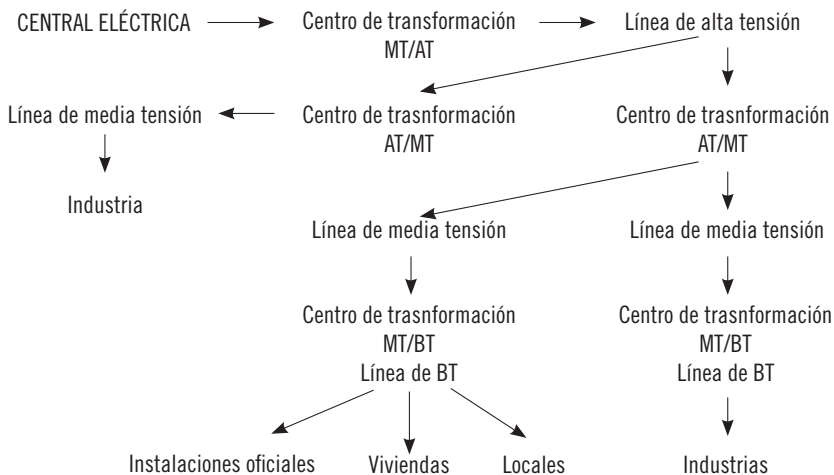 CENTRAL ELÉCTRICA
Centro de transformación
MT/AT
Línea de alta tensión
Línea de media tensión
Centro de trasnformación
AT/MT
Centro de trasnformación
AT/MT
Industria
Línea de media tensión
Línea de media tensión
Centro de trasnformación
MT/BT
Línea de BT
Centro de trasnformación
MT/BT
Línea de BT
Instalaciones oficiales
Viviendas
Locales
Industrias